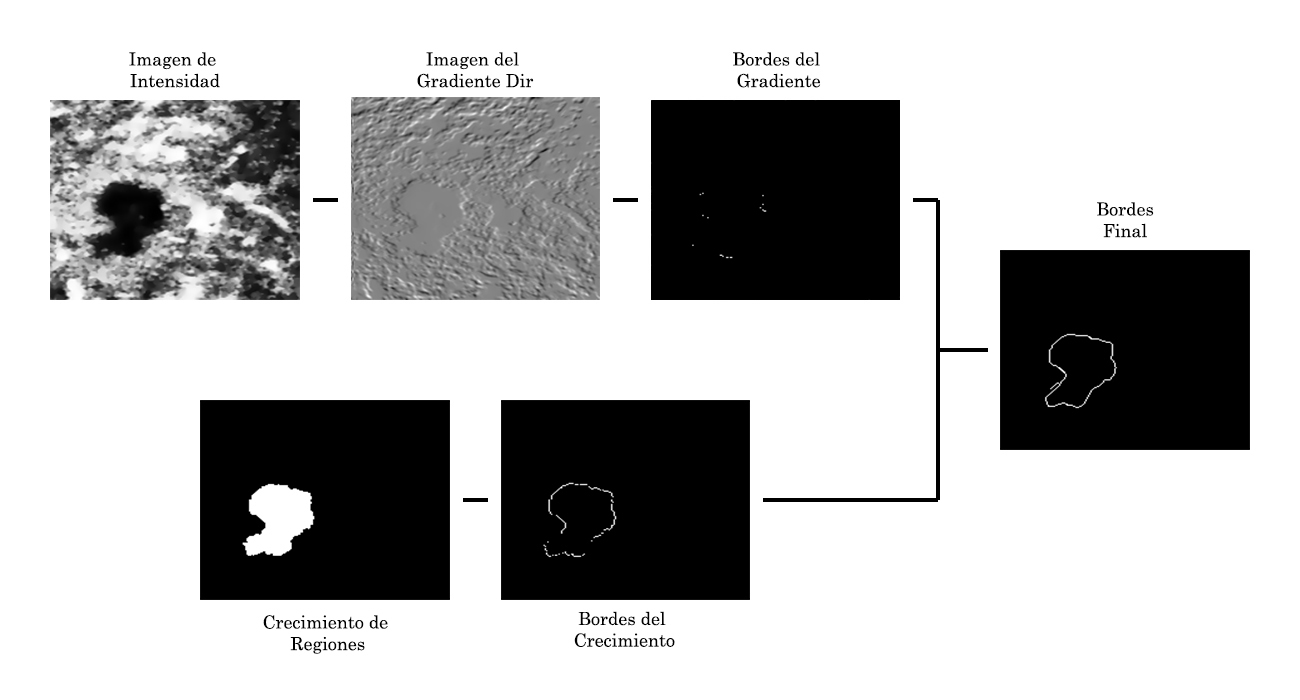 Imagen de
Intensidad
Imagen del
Gradiente Dir
Bordes del
Gradiente
Bordes
Final
Crecimiento de
Regiones
Bordes del
Crecimiento